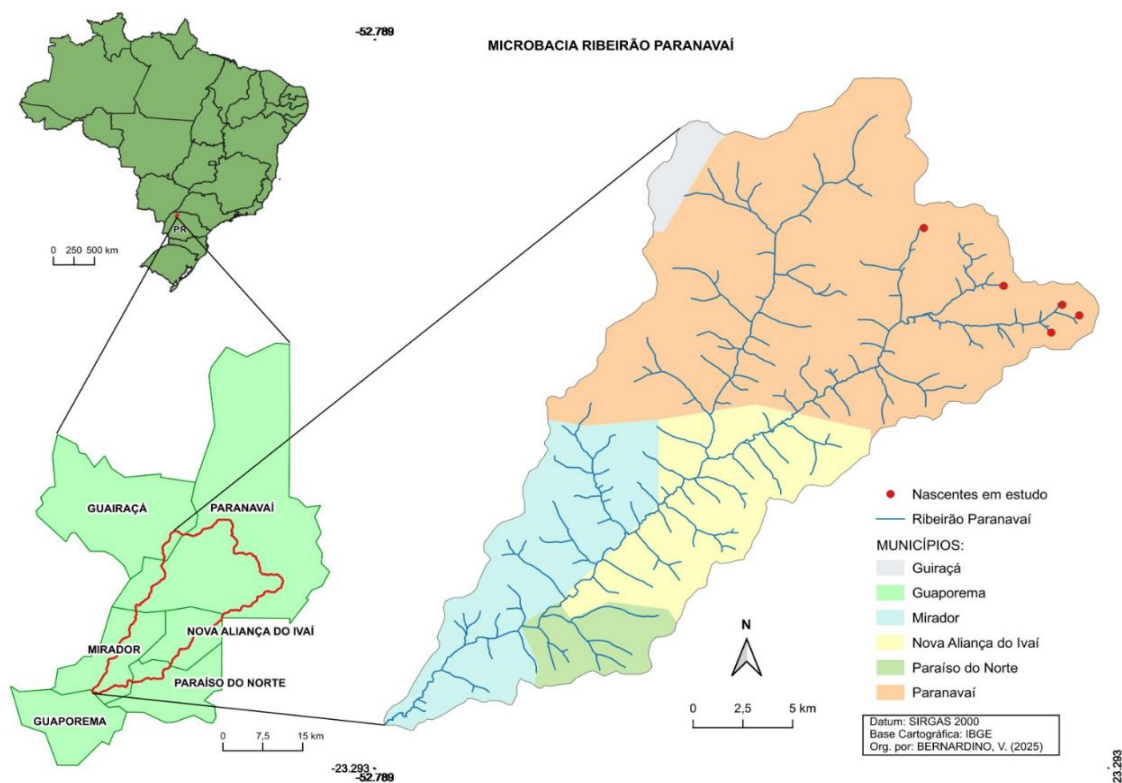 -52.789
MICROBACIA RIBEIRÃO PARANAVAÍ
PR
0 250 500 km
GUAIRAÇÁ
PARANAVAÍ
NOVA ALIANÇA DO IVAÍ
MIRADOR
PARAÍSO DO NORTE
GUAPOREMA
0 7,5 15 km
Nascentes em estudo
Ribeirão Paranavaí
MUNICÍPIOS:
Guiraçá
Guaporema
Mirador
Nova Aliança do Ivaí
Paraíso do Norte
Paranavaí
N
0 2,5 5 km
Datum: SIRGAS 2000
Base Cartográfica: IBGE
Org. por: BERNARDINO, V. (2025)
-23.293
-52.789
23.293